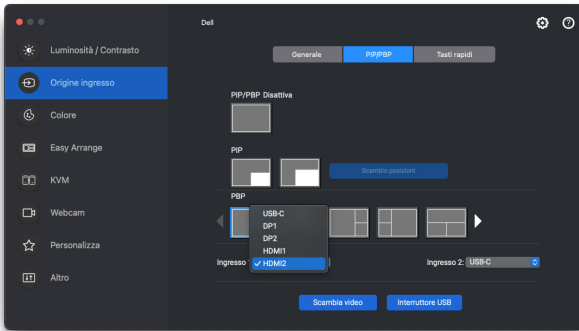 Dell
Luminosità / Contrasto
Generale
PIP/PBP
Tasti rapidi
Origine ingresso
PIP/PBP Disattiva
Colore
Easy Arrange
PIP
Scambio posizioni
KVM
PBP
Webcam
USB-C
DP1
DP2
HDMI1
HDMI2
Personalizza
Ingresso
Ingresso 2: USB-C
Altro
Scambia video
Interruttore USB